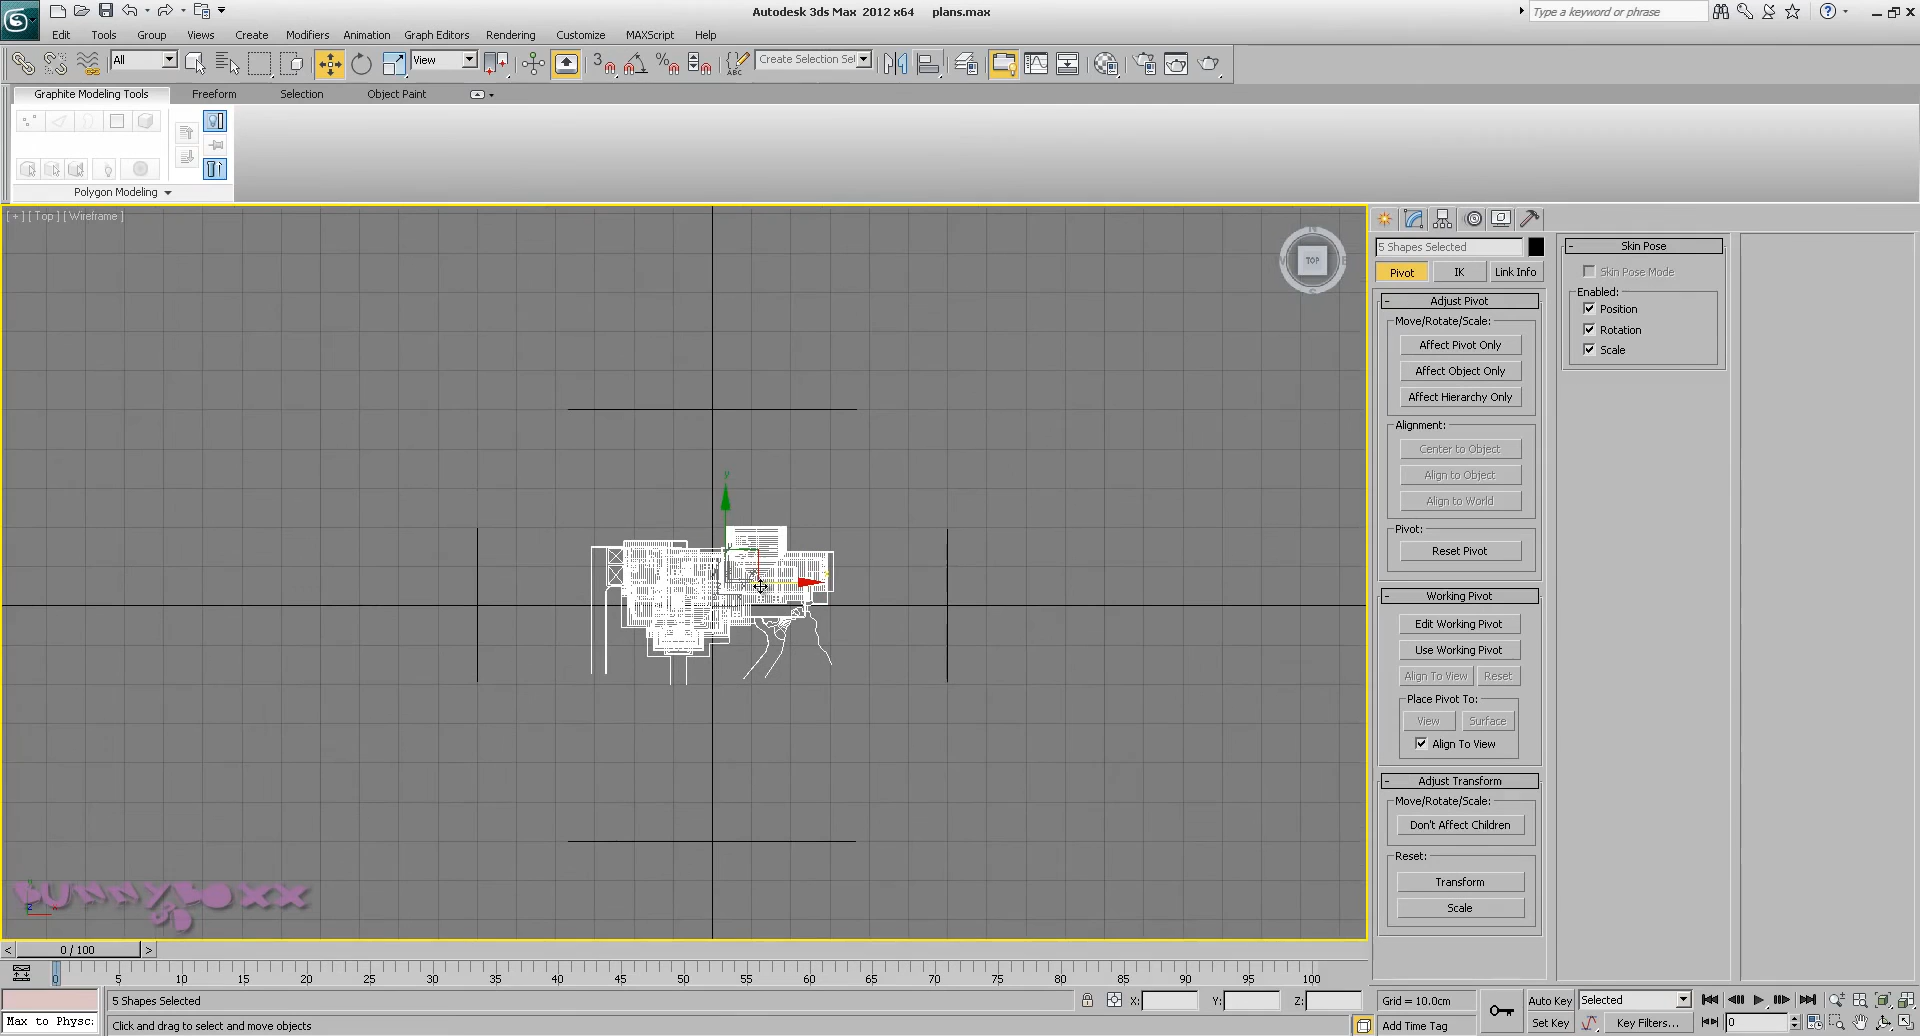 Autodesk 3ds Max 2012 x64 plans.max
Type a keyword or phrase
Edit Tools Group Views Create Modifiers Animation Graph Editors Rendering Customize MAXScript Help
All View 3 ABC Create Selection Sel
Graphite Modeling Tools Freeform Selection Object Paint
Polygon Modeling
[ + ] [ Top ] [ Wireframe ]
TOP
5 Shapes Selected
Pivot IK Link Info
Adjust Pivot
Move/Rotate/Scale:
Affect Pivot Only
Affect Object Only
Affect Hierarchy Only
Alignment:
Center to Object
Align to Object
Align to World
Pivot:
Reset Pivot
Working Pivot
Edit Working Pivot
Use Working Pivot
Align To View Reset
Place Pivot To:
View Surface
Align To View
Adjust Transform
Move/Rotate/Scale:
Don't Affect Children
Reset:
Transform
Scale
Skin Pose
Skin Pose Mode
Enabled:
Position
Rotation
Scale
y
BUNNYBOXX
3D
< 0 / 100 >
0 5 10 15 20 25 30 35 40 45 50 55 60 65 70 75 80 85 90 95 100
5 Shapes Selected X: Y: Z: Grid = 10.0cm Auto Key Selected
Max to Physc: Click and drag to select and move objects Add Time Tag Set Key Key Filters... 0